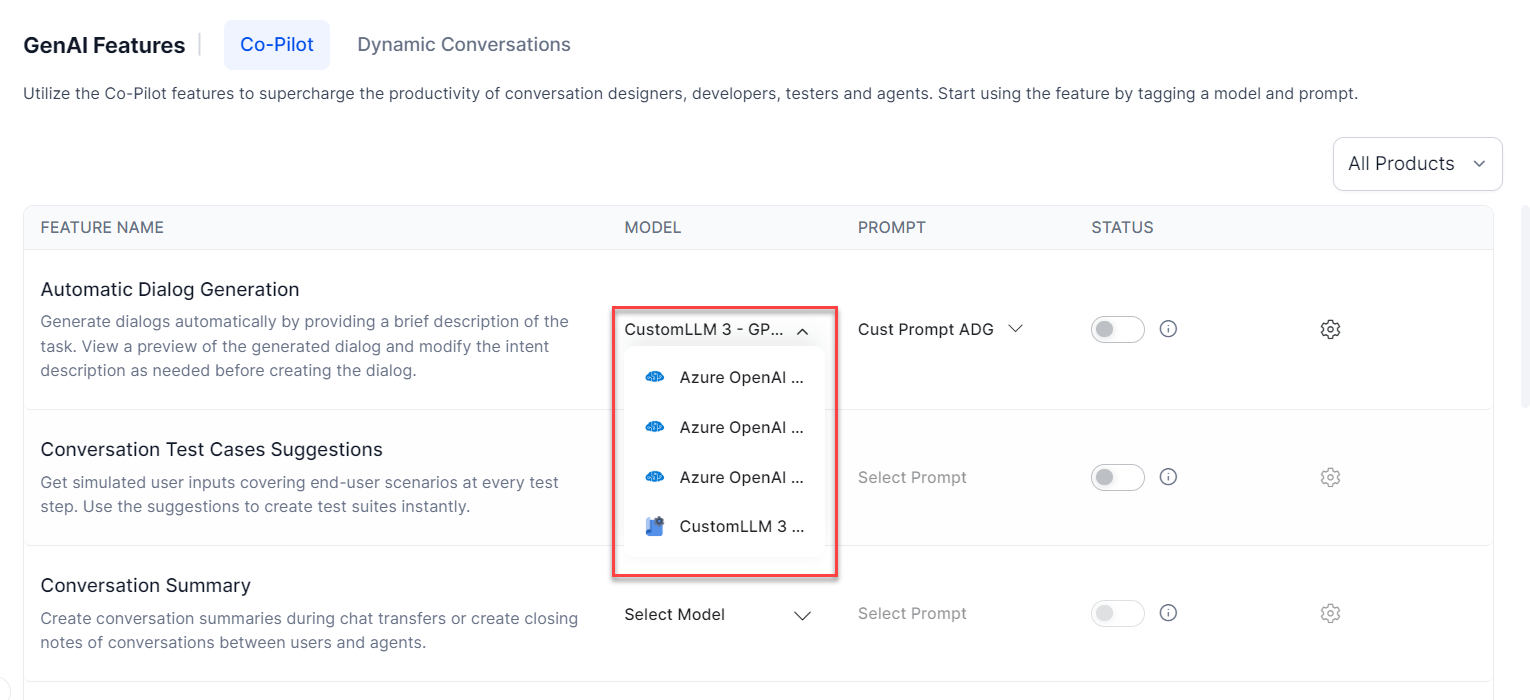 GenAI Features
Co-Pilot
Dynamic Conversations
Utilize the Co-Pilot features to supercharge the productivity of conversation designers, developers, testers and agents. Start using the feature by tagging a model and prompt.
All Products
FEATURE NAME
MODEL
PROMPT
STATUS
Automatic Dialog Generation
Generate dialogs automatically by providing a brief description of the
task. View a preview of the generated dialog and modify the intent
description as needed before creating the dialog.
CustomLLM 3 - GP...
Cust Prompt ADG
Azure OpenAI ...
Azure OpenAI ...
Azure OpenAI ...
CustomLLM 3 ...
Conversation Test Cases Suggestions
Get simulated user inputs covering end-user scenarios at every test
step. Use the suggestions to create test suites instantly.
Select Prompt
Conversation Summary
Create conversation summaries during chat transfers or create closing
notes of conversations between users and agents.
Select Model
Select Prompt